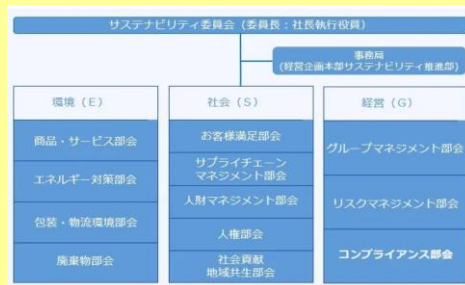 サステナビリティ委員会（委員長：社長執行役員）
事務局
(経営企画本部サステナビリティ推進部)
環境（E）
商品・サービス部会
エネルギー対策部会
包装・物流環境部会
廃棄物部会
社会（S）
お客様満足部会
サプライチェーン
マネジメント部会
人財マネジメント部会
人権部会
社会貢献
地域共生部会
経営（G）
グループマネジメント部会
リスクマネジメント部会
コンプライアンス部会